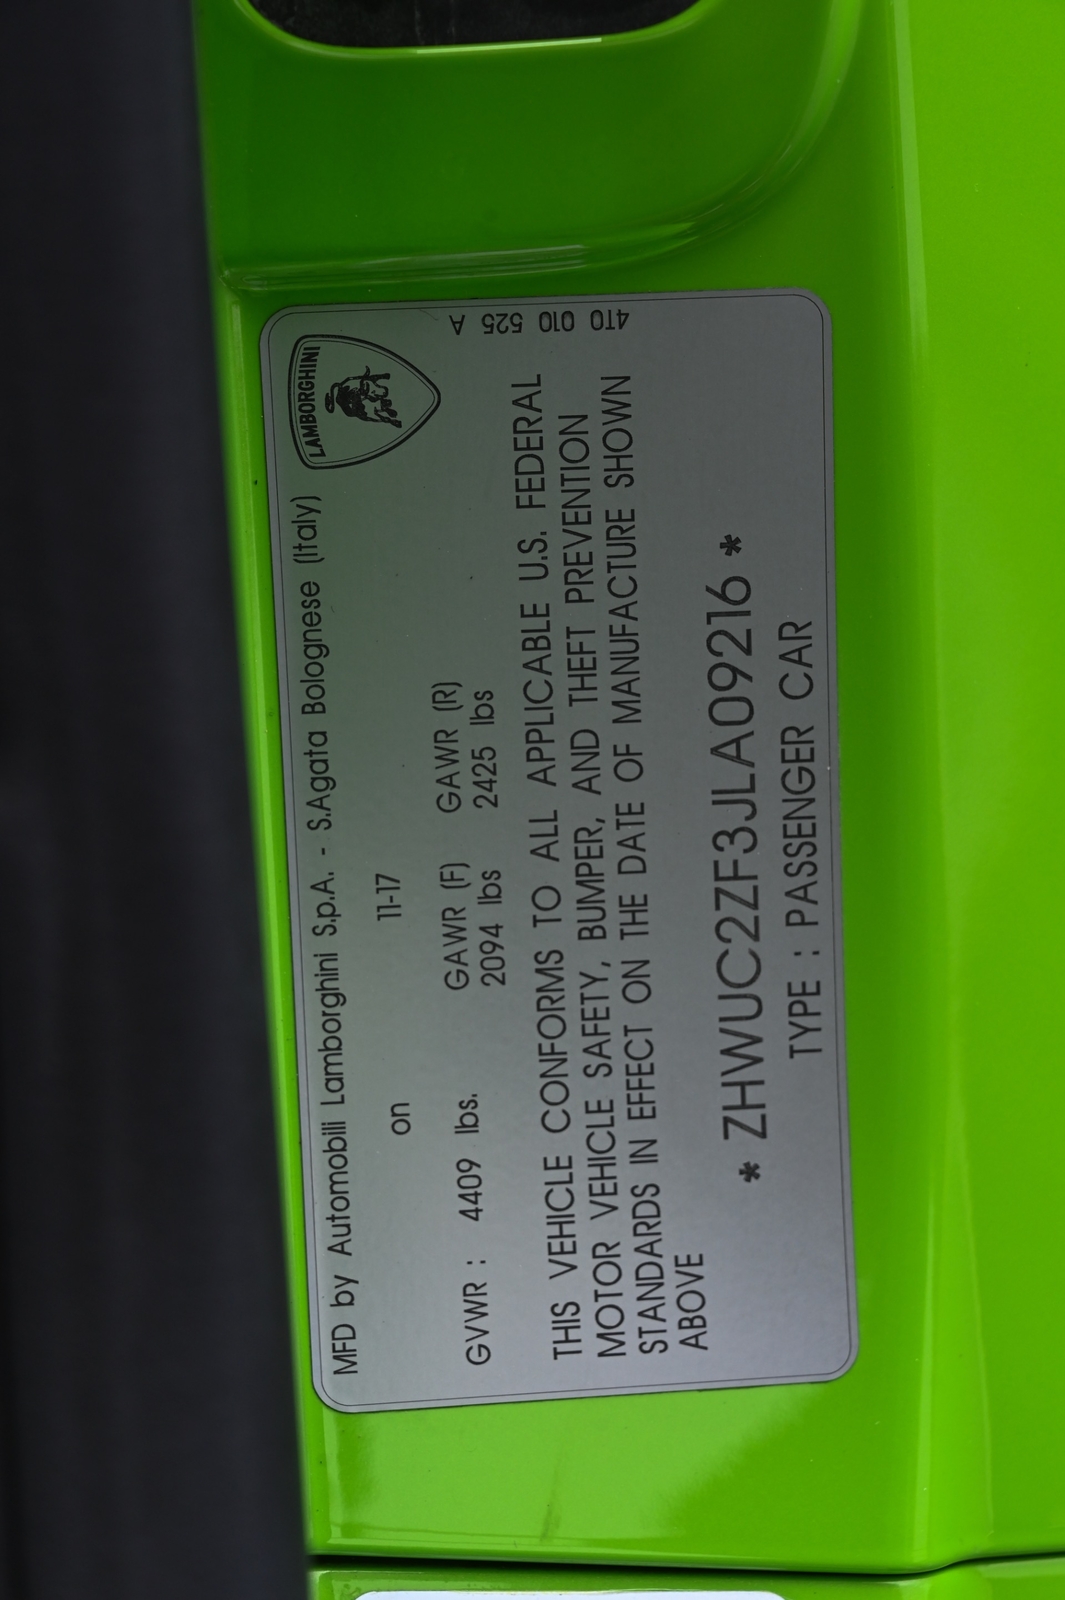 LAMBORGHINI
4T0 010 525 A
MFD by Automobili Lamborghini S.p.A. - S.Agata Bolognese (Italy)
on 11-17
GVWR : 4409 lbs. GAWR (F) GAWR (R)
2094 lbs 2425 lbs
THIS VEHICLE CONFORMS TO ALL APPLICABLE U.S. FEDERAL
MOTOR VEHICLE SAFETY, BUMPER, AND THEFT PREVENTION
STANDARDS IN EFFECT ON THE DATE OF MANUFACTURE SHOWN
ABOVE
* ZHWUC2ZF3JLA09216 *
TYPE : PASSENGER CAR